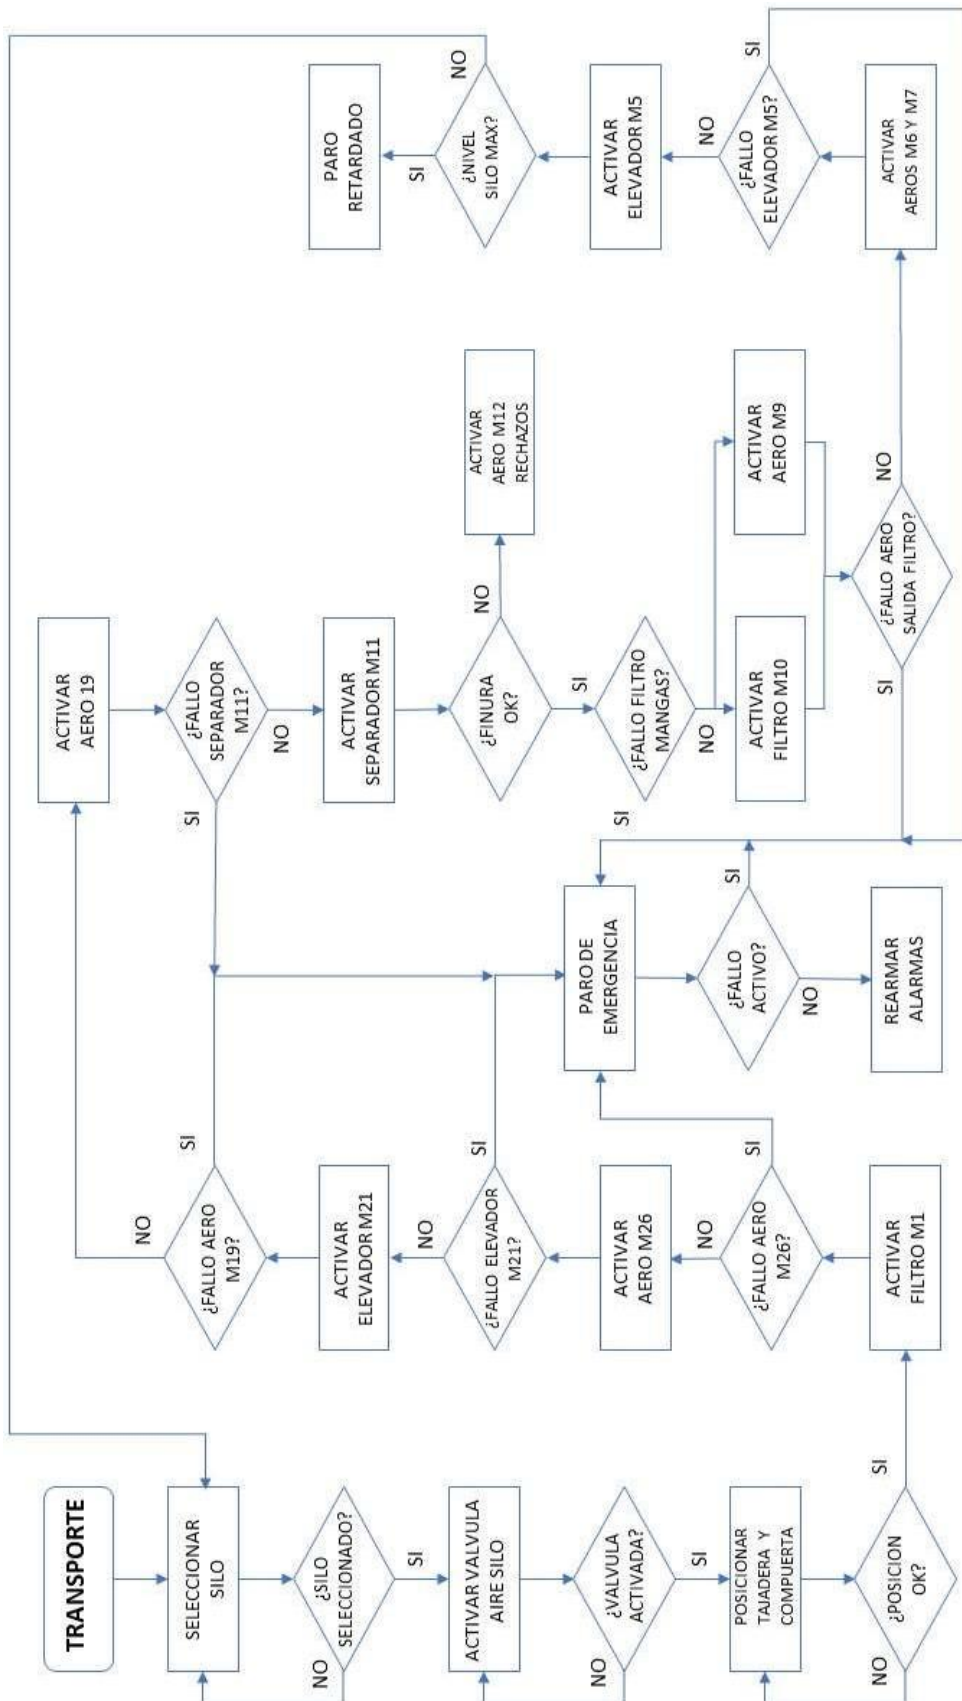 TRANSPORTE
SELECCIONAR
SILO
¿SILO
SELECCIONADO?
NO
SI
ACTIVAR VALVULA
AIRE SILO
¿VALVULA
ACTIVADA?
NO
SI
POSICIONAR
TAJADERA Y
COMPUERTA
¿POSICION
OK?
NO
SI
ACTIVAR
FILTRO M1
¿FALLO AERO
M26?
NO
SI
ACTIVAR
AERO M26
¿FALLO ELEVADOR
M21?
NO
SI
ACTIVAR
ELEVADOR M21
¿FALLO AERO
M19?
NO
SI
PARO DE
EMERGENCIA
¿FALLO
ACTIVO?
SI
NO
REARMAR
ALARMAS
ACTIVAR
AERO 19
¿FALLO
SEPARADOR
M11?
SI
NO
ACTIVAR
SEPARADOR M11
¿FINURA
OK?
NO
SI
ACTIVAR
AERO M12
RECHAZOS
¿FALLO FILTRO
MANGAS?
SI
NO
ACTIVAR
FILTRO M10
ACTIVAR
AERO M9
¿FALLO AERO
SALIDA FILTRO?
SI
NO
ACTIVAR
AEROS M6 Y M7
¿FALLO
ELEVADOR M5?
SI
NO
ACTIVAR
ELEVADOR M5
¿NIVEL
SILO MAX?
NO
SI
PARO
RETARDADO